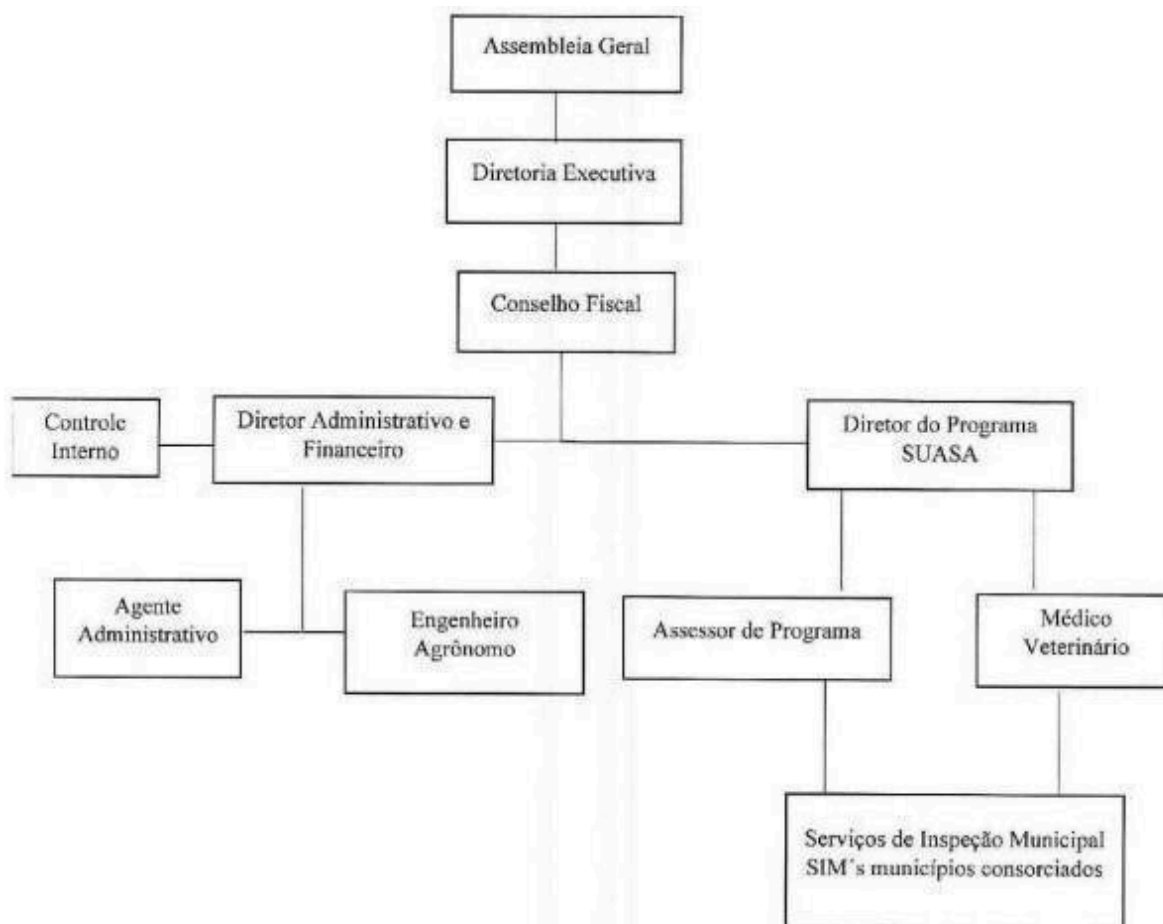 Assembleia Geral
Diretoria Executiva
Conselho Fiscal
Controle
Interno
Diretor Administrativo e
Financeiro
Diretor do Programa
SUASA
Agente
Administrativo
Engenheiro
Agrônomo
Assessor de Programa
Médico
Veterinário
Serviços de Inspeção Municipal
SIM´s municípios consorciados